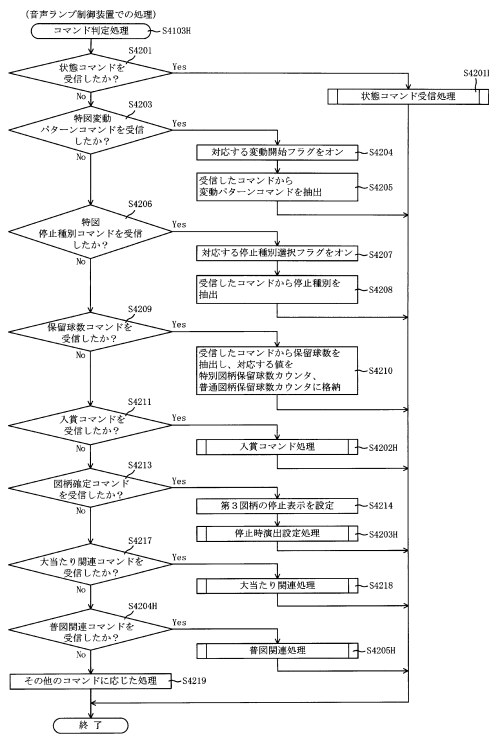 (音声ランプ制御装置での処理)
コマンド判定処理
S4103H
S4201
状態コマンドを
受信したか?
Yes
No
S4201H
状態コマンド受信処理
S4203
特図変動
パターンコマンドを受信
したか?
Yes
No
対応する変動開始フラグをオン
S4204
受信したコマンドから
変動パターンコマンドを抽出
S4205
S4206
特図
停止種別コマンドを受信
したか?
Yes
No
対応する停止種別選択フラグをオン
S4207
受信したコマンドから停止種別を
抽出
S4208
S4209
保留球数コマンドを
受信したか?
Yes
No
受信したコマンドから保留球数を
抽出し、対応する値を
特別図柄保留球数カウンタ、
普通図柄保留球数カウンタに格納
S4210
S4211
入賞コマンドを
受信したか?
Yes
No
入賞コマンド処理
S4202H
S4213
図柄確定コマンド
を受信したか?
Yes
No
第3図柄の停止表示を設定
S4214
停止時演出設定処理
S4203H
S4217
大当たり関連コマンドを
受信したか?
Yes
No
大当たり関連処理
S4218
S4204H
普図関連コマンドを
受信したか?
Yes
No
普図関連処理
S4205H
その他のコマンドに応じた処理
S4219
終了